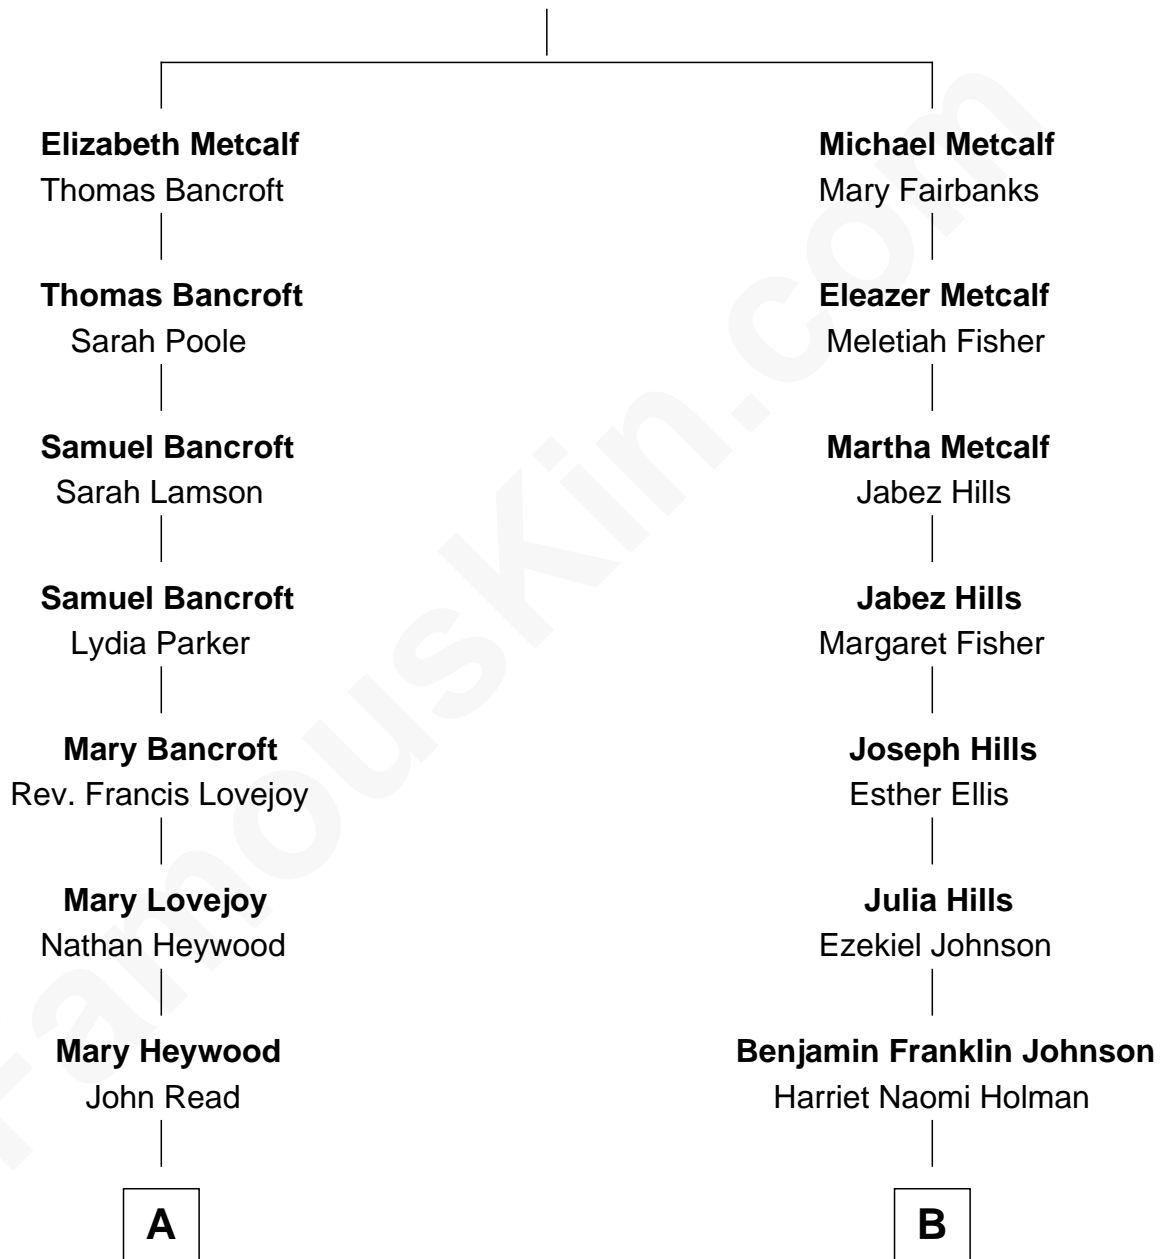 Elizabeth Metcalf
Thomas Bancroft
Thomas Bancroft
Sarah Poole
Samuel Bancroft
Sarah Lamson
Samuel Bancroft
Lydia Parker
Mary Bancroft
Rev. Francis Lovejoy
Mary Lovejoy
Nathan Heywood
Mary Heywood
John Read
A
Michael Metcalf
Mary Fairbanks
Eleazer Metcalf
Meletiah Fisher
Martha Metcalf
Jabez Hills
Jabez Hills
Margaret Fisher
Joseph Hills
Esther Ellis
Julia Hills
Ezekiel Johnson
Benjamin Franklin Johnson
Harriet Naomi Holman
B
FamousKin.com